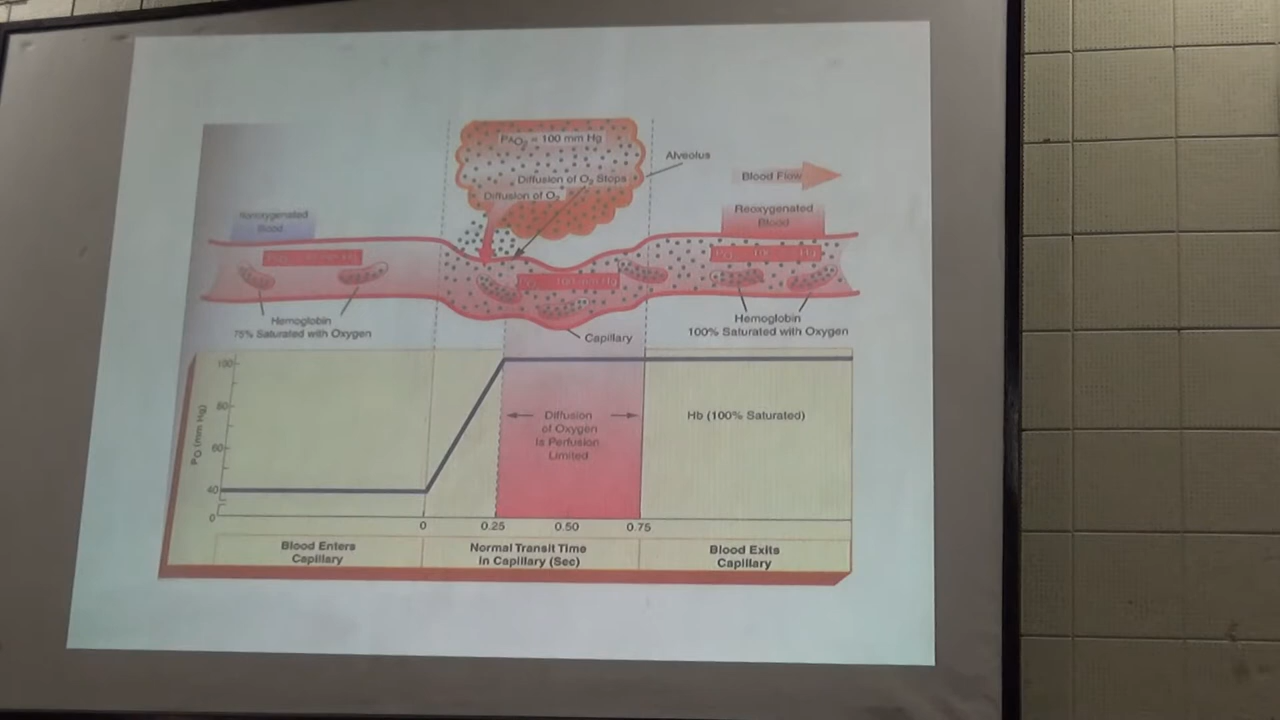 PAO2 = 100 mm Hg
Alveolus
Diffusion of O2 Stops
Diffusion of O2
Blood Flow
Nonoxygenated
Blood
Reoxygenated
Blood
Hemoglobin
75% Saturated with Oxygen
Hemoglobin
100% Saturated with Oxygen
Capillary
PO (mm Hg)
100
80
60
40
0
Diffusion
of Oxygen
Is Perfusion
Limited
Hb (100% Saturated)
0
0.25
0.50
0.75
Blood Enters
Capillary
Normal Transit Time
in Capillary (Sec)
Blood Exits
Capillary